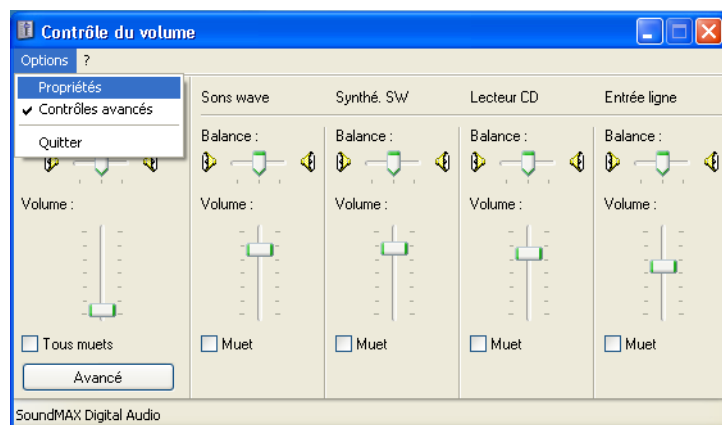 Contrôle du volume
Options ?
Propriétés
Contrôles avancés
Quitter
Sons wave
Synthé. SW
Lecteur CD
Entrée ligne
Balance :
Balance :
Balance :
Balance :
Volume :
Volume :
Volume :
Volume :
Volume :
Tous muets
Muet
Muet
Muet
Muet
Avancé
SoundMAX Digital Audio